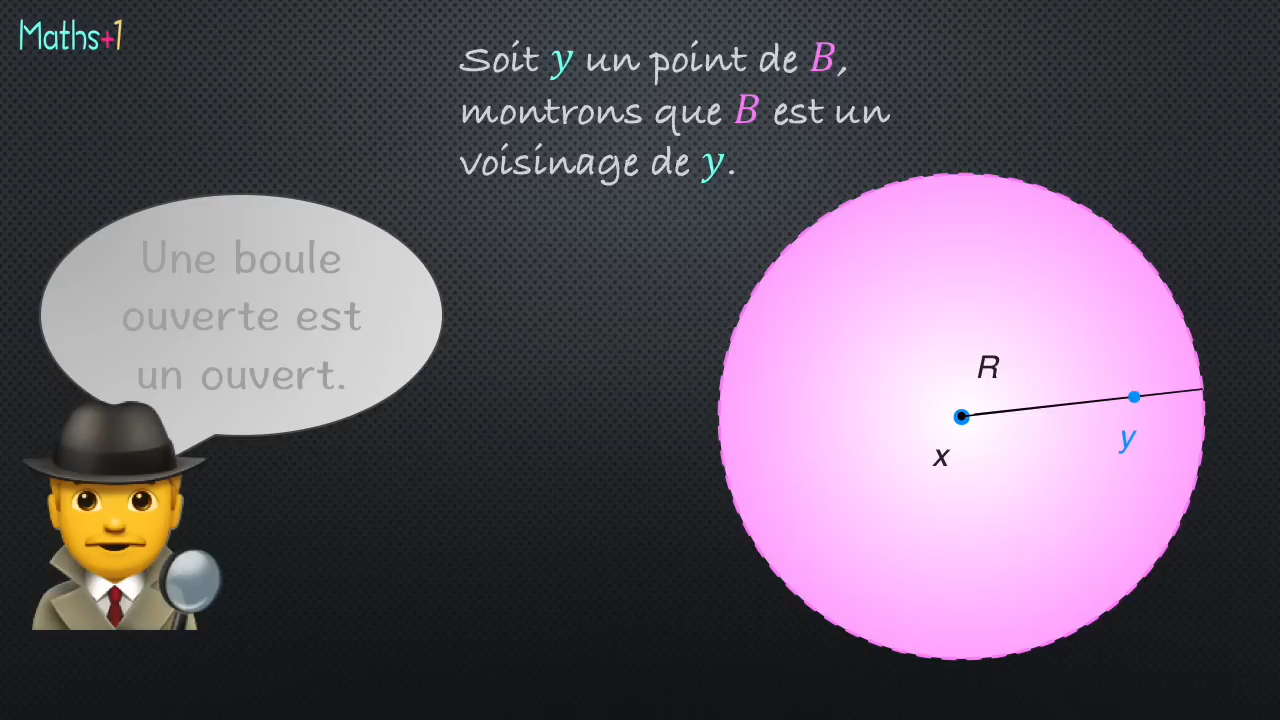 Maths+1
Soit y un point de B,
montrons que B est un
voisinage de y.
Une boule
ouverte est
un ouvert.
R
x
y